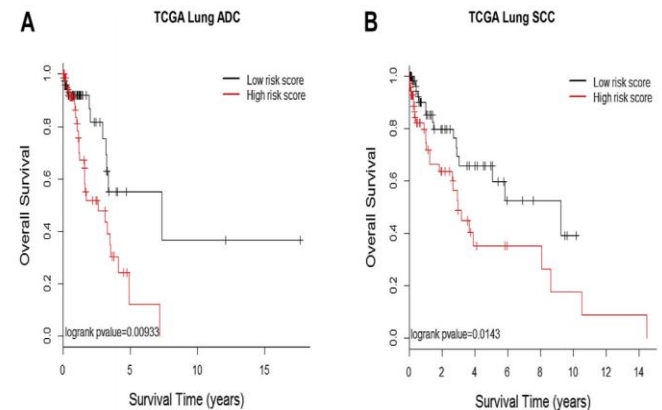 A
TCGA Lung ADC
Low risk score
High risk score
Overall Survival
1.0
0.8
0.6
0.4
0.2
0.0
logrank pvalue=0.00933
0 5 10 15
Survival Time (years)
B
TCGA Lung SCC
Low risk score
High risk score
Overall Survival
1.0
0.8
0.6
0.4
0.2
0.0
logrank pvalue=0.0143
0 2 4 6 8 10 12 14
Survival Time (years)